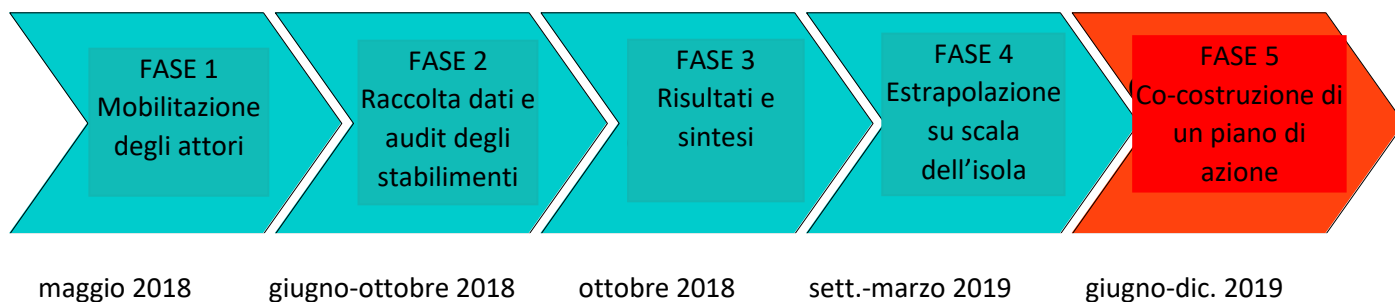 FASE 1
Mobilitazione
degli attori
FASE 2
Raccolta dati e
audit degli
stabilimenti
FASE 3
Risultati e
sintesi
FASE 4
Estrapolazione
su scala
dell’isola
FASE 5
Co-costruzione di
un piano di
azione
maggio 2018
giugno-ottobre 2018
ottobre 2018
sett.-marzo 2019
giugno-dic. 2019